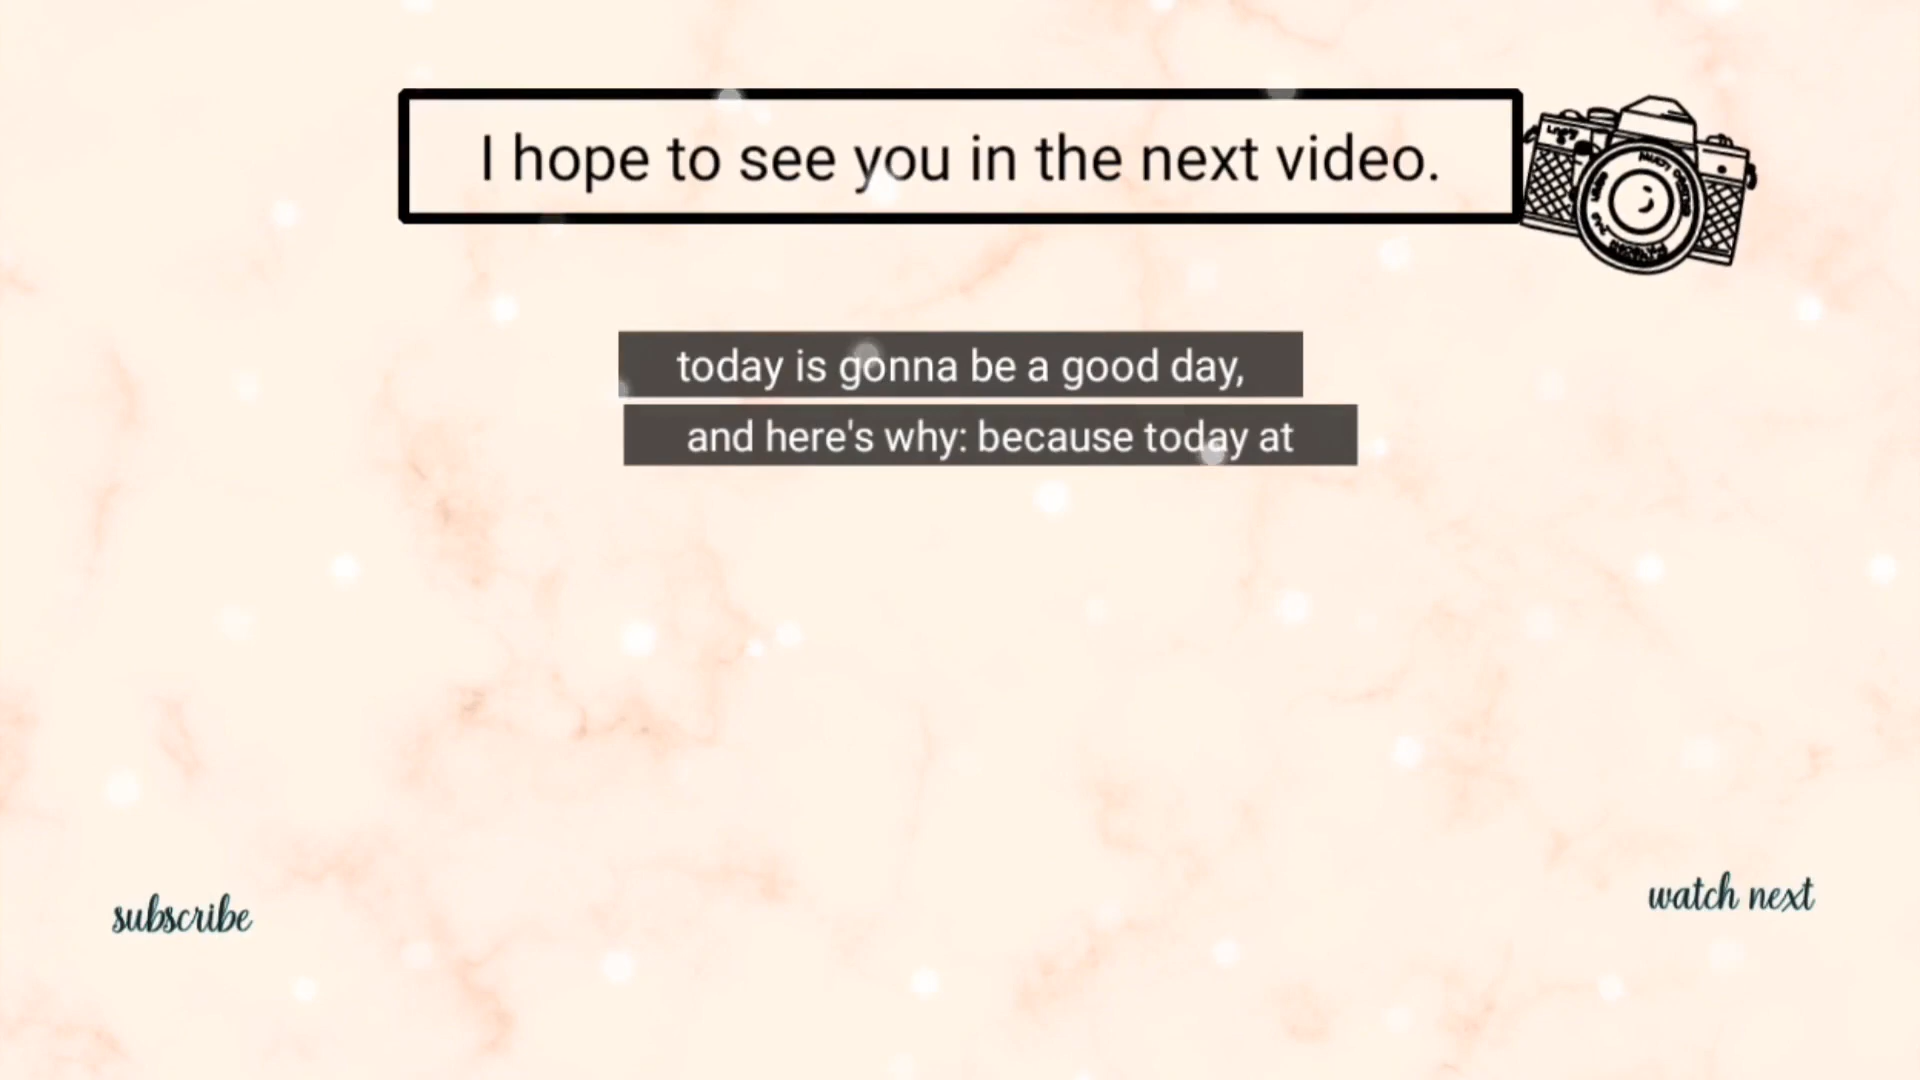 I hope to see you in the next video.
today is gonna be a good day,
and here's why: because today at
subscribe
watch next